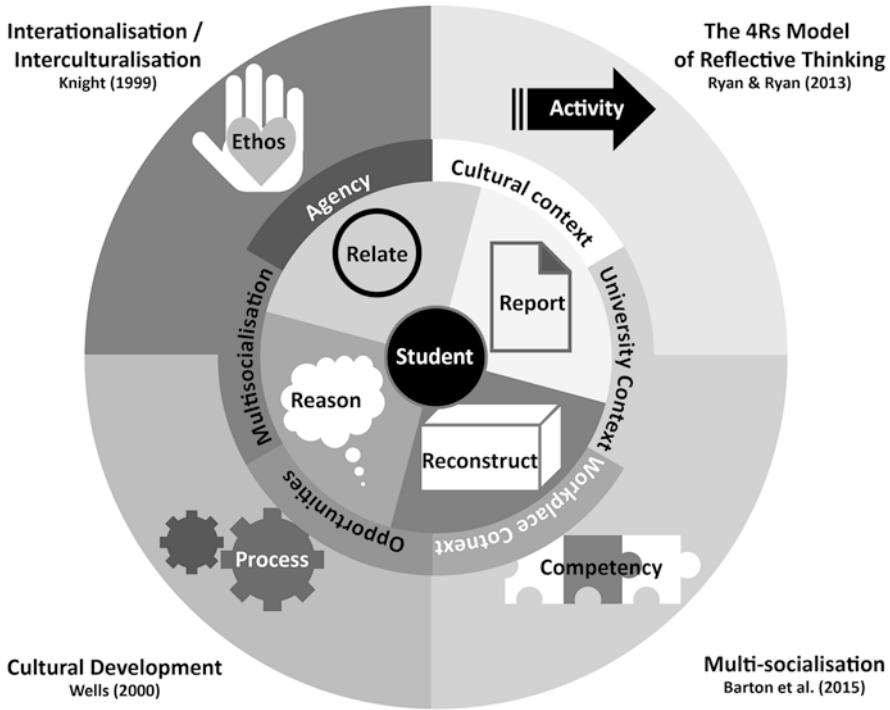 Interationalisation /
Interculturalisation
Knight (1999)
The 4Rs Model
of Reflective Thinking
Ryan & Ryan (2013)
Ethos
Activity
Agency
Cultural context
Relate
Report
Multisocialisation
University Context
Student
Reason
Reconstruct
Opportunities
Workplace Cotnext
Process
Competency
Cultural Development
Wells (2000)
Multi-socialisation
Barton et al. (2015)